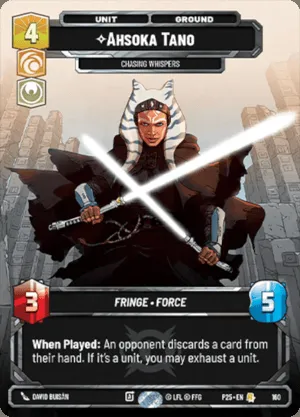 UNIT
GROUND
4
✧AHSOKA TANO
CHASING WHISPERS
3
FRINGE • FORCE
5
When Played: An opponent discards a card from
their hand. If it's a unit, you may exhaust a unit.
DAVID BUISÁN
© LFL © FFG
P25 • EN
160